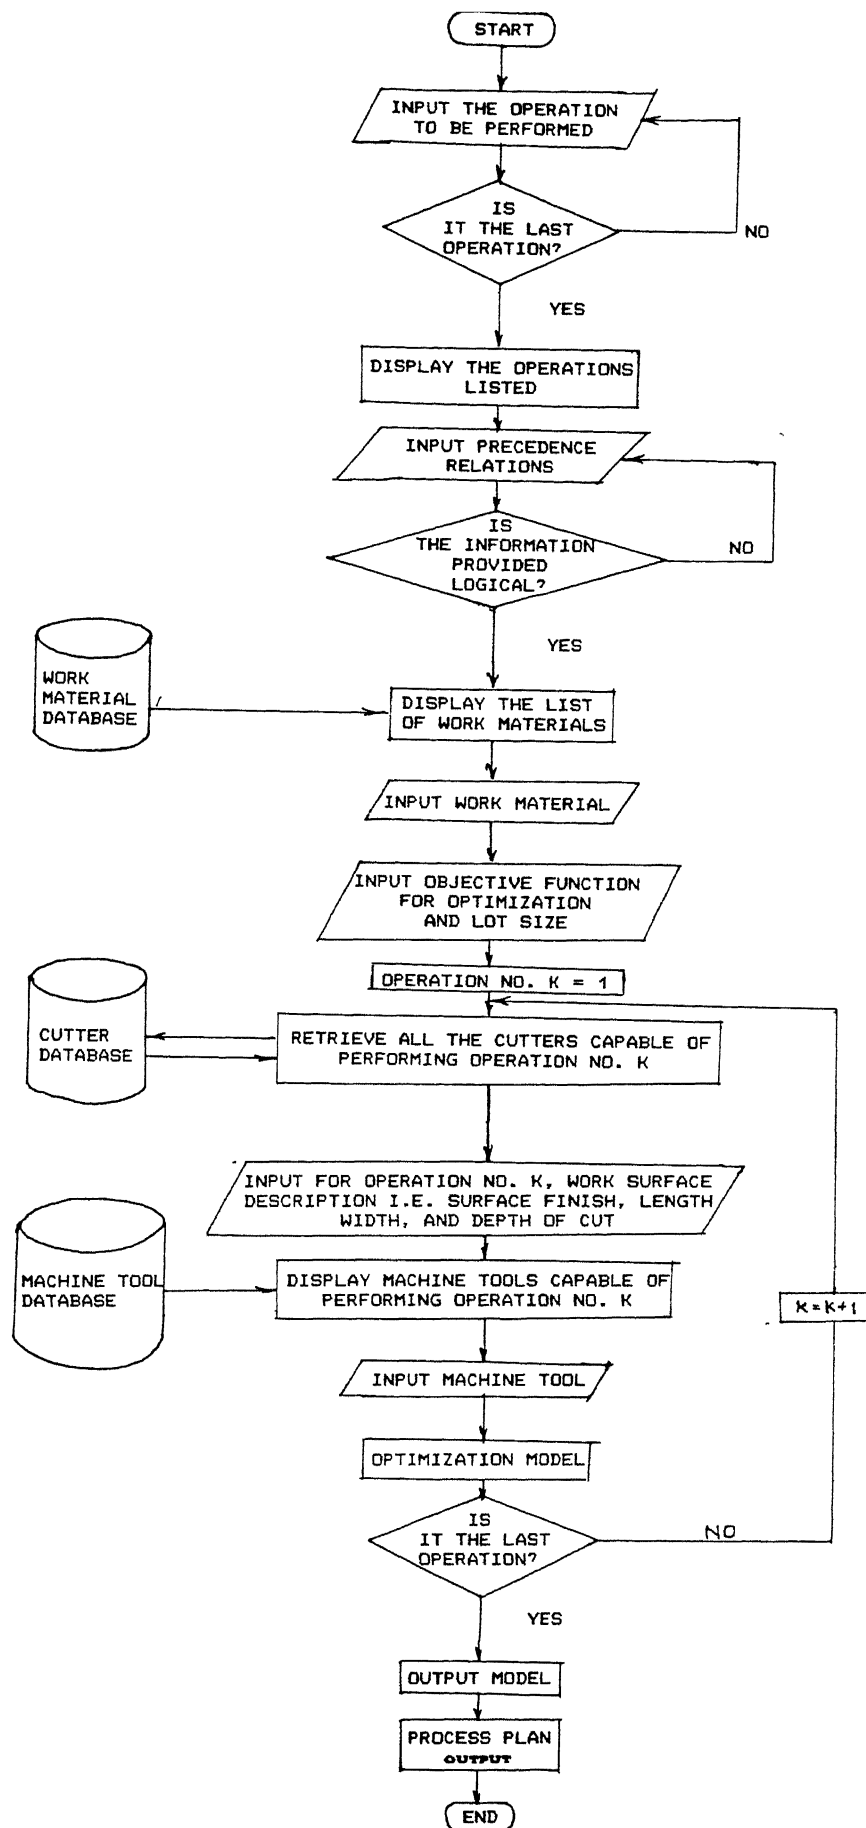 START
INPUT THE OPERATION
TO BE PERFORMED
IS
IT THE LAST
OPERATION?
NO
YES
DISPLAY THE OPERATIONS
LISTED
INPUT PRECEDENCE
RELATIONS
IS
THE INFORMATION
PROVIDED
LOGICAL?
NO
YES
WORK
MATERIAL
DATABASE
DISPLAY THE LIST
OF WORK MATERIALS
INPUT WORK MATERIAL
INPUT OBJECTIVE FUNCTION
FOR OPTIMIZATION
AND LOT SIZE
OPERATION NO. K = 1
CUTTER
DATABASE
RETRIEVE ALL THE CUTTERS CAPABLE OF
PERFORMING OPERATION NO. K
INPUT FOR OPERATION NO. K, WORK SURFACE
DESCRIPTION I.E. SURFACE FINISH, LENGTH
WIDTH, AND DEPTH OF CUT
MACHINE TOOL
DATABASE
DISPLAY MACHINE TOOLS CAPABLE OF
PERFORMING OPERATION NO. K
K=K+1
INPUT MACHINE TOOL
OPTIMIZATION MODEL
IS
IT THE LAST
OPERATION?
NO
YES
OUTPUT MODEL
PROCESS PLAN
OUTPUT
END